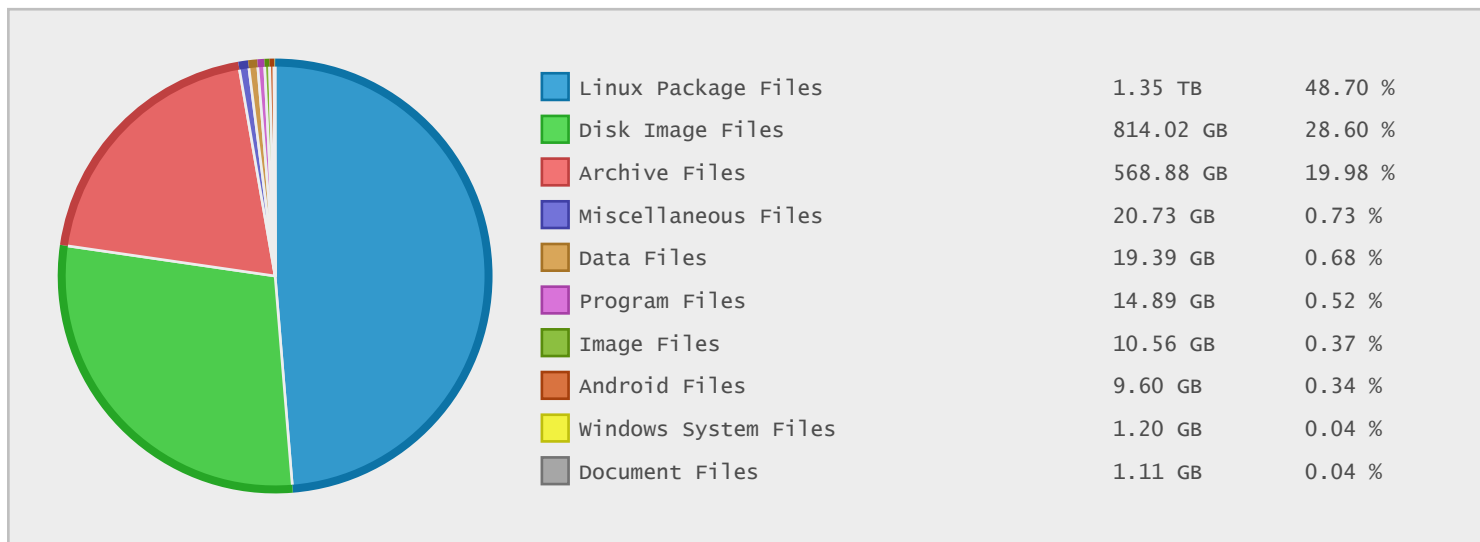 Linux Package Files 1.35 TB 48.70 %
Disk Image Files 814.02 GB 28.60 %
Archive Files 568.88 GB 19.98 %
Miscellaneous Files 20.73 GB 0.73 %
Data Files 19.39 GB 0.68 %
Program Files 14.89 GB 0.52 %
Image Files 10.56 GB 0.37 %
Android Files 9.60 GB 0.34 %
Windows System Files 1.20 GB 0.04 %
Document Files 1.11 GB 0.04 %